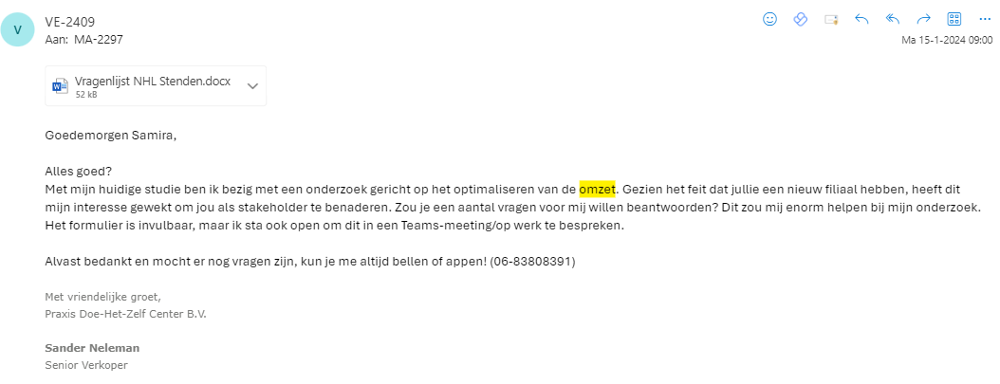 V
VE-2409
Aan: MA-2297
Ma 15-1-2024 09:00
Vragenlijst NHL Stenden.docx
52 kB
Goedemorgen Samira,
Alles goed?
Met mijn huidige studie ben ik bezig met een onderzoek gericht op het optimaliseren van de omzet. Gezien het feit dat jullie een nieuw filiaal hebben, heeft dit
mijn interesse gewekt om jou als stakeholder te benaderen. Zou je een aantal vragen voor mij willen beantwoorden? Dit zou mij enorm helpen bij mijn onderzoek.
Het formulier is invulbaar, maar ik sta ook open om dit in een Teams-meeting/op werk te bespreken.
Alvast bedankt en mocht er nog vragen zijn, kun je me altijd bellen of appen! (06-83808391)
Met vriendelijke groet,
Praxis Doe-Het-Zelf Center B.V.
Sander Neleman
Senior Verkoper